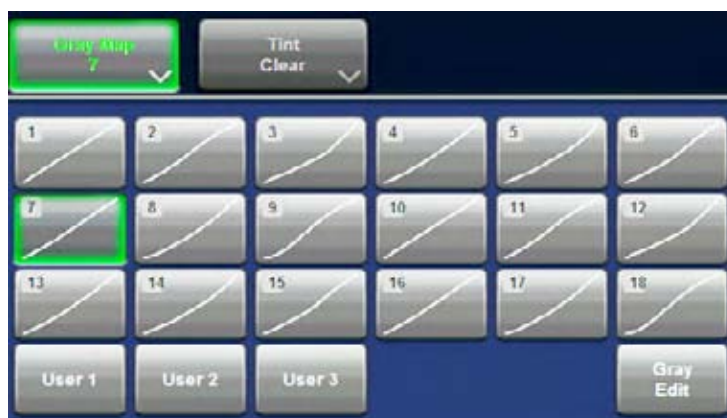 Gray Map
7
Tint
Clear
1 2 3 4 5 6
7 8 9 10 11 12
13 14 15 16 17 18
User 1 User 2 User 3 Gray
Edit